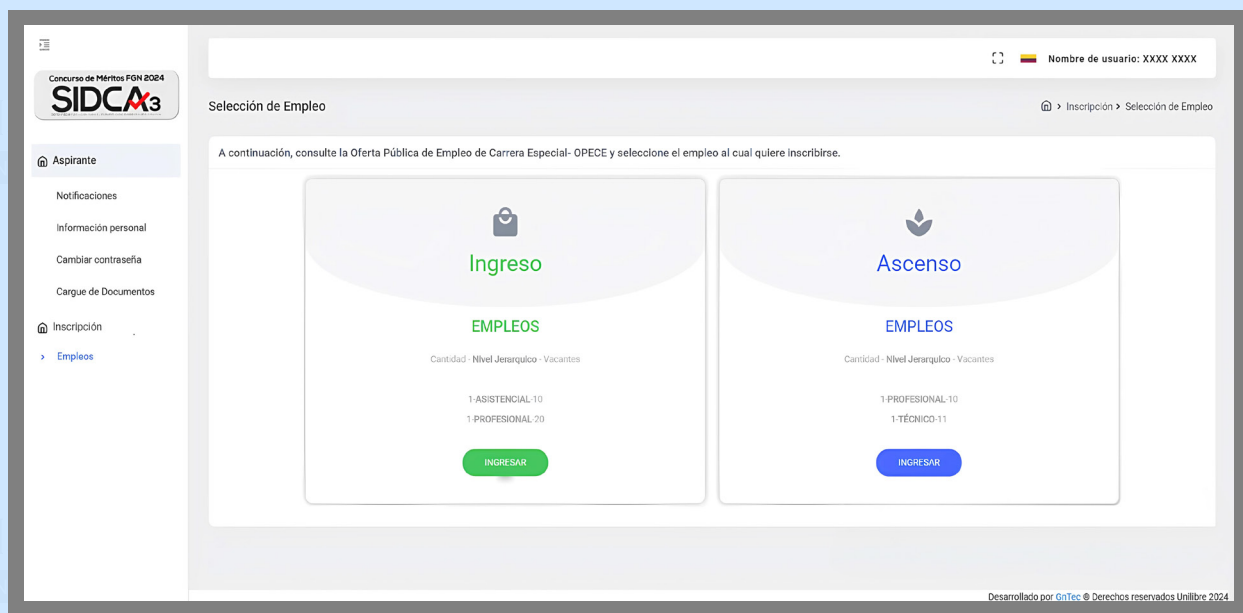 Concurso de Méritos FGN 2024
SIDCA3
Nombre de usuario: XXXX XXXX
Selección de Empleo
Inscripción > Selección de Empleo
Aspirante
Notificaciones
Información personal
Cambiar contraseña
Cargue de Documentos
Inscripción
> Empleos
A continuación, consulte la Oferta Pública de Empleo de Carrera Especial- OPECE y seleccione el empleo al cual quiere inscribirse.
Ingreso
EMPLEOS
Cantidad - Nivel Jerarquico - Vacantes
1-ASISTENCIAL-10
1-PROFESIONAL-20
INGRESAR
Ascenso
EMPLEOS
Cantidad - Nivel Jerarquico - Vacantes
1-PROFESIONAL-10
1-TÉCNICO-11
INGRESAR
Desarrollado por GnTec © Derechos reservados Unilibre 2024